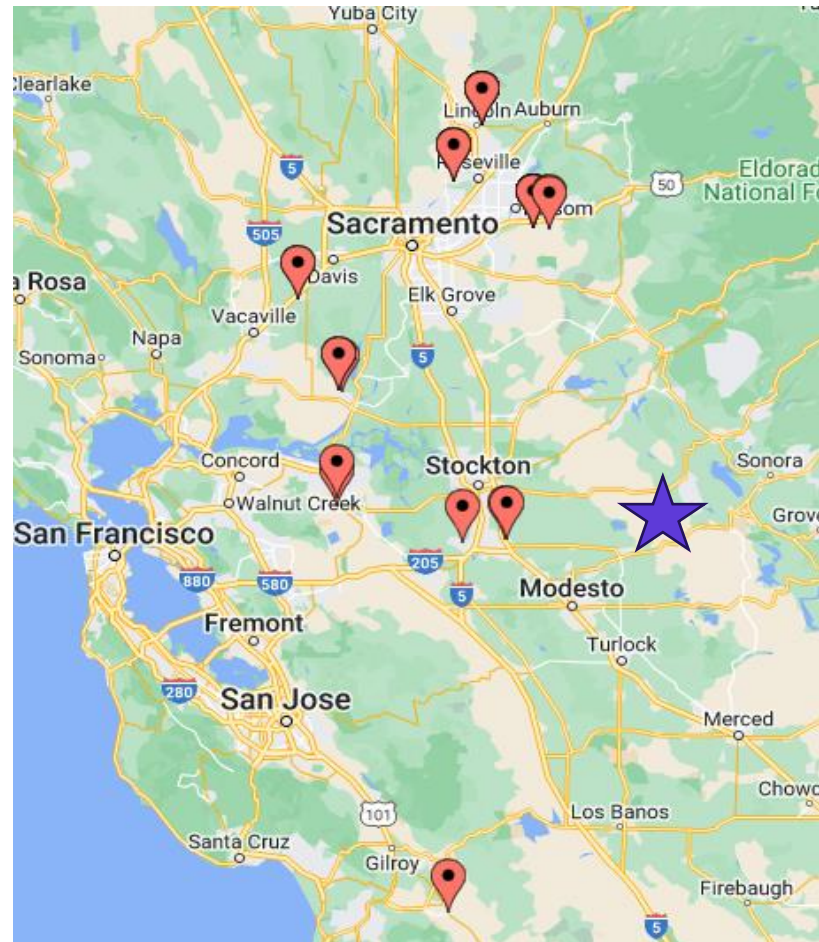 Yuba City
Clearlake
Lincoln Auburn
5
Roseville
50
Eldorad
National Fo
Sacramento
505
a Rosa
Davis
Elk Grove
Vacaville
Napa
5
Sonoma
Concord
Stockton
Sonora
Walnut Creek
San Francisco
Grove
205
880
580
5
Modesto
Fremont
Turlock
280
San Jose
Merced
Chowc
101
Los Banos
Santa Cruz
Gilroy
Firebaugh
5